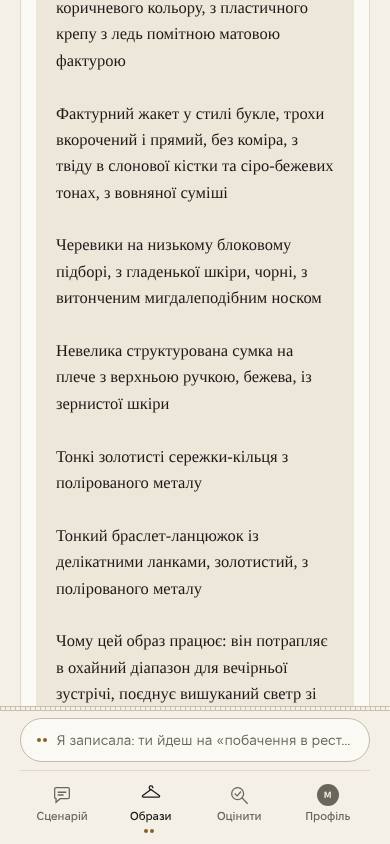 коричневого кольору, з пластичного
крепу з ледь помітною матовою
фактурою
Фактурний жакет у стилі букле, трохи
вкорочений і прямий, без коміра, з
твіду в слонової кістки та сіро-бежевих
тонах, з вовняної суміші
Черевики на низькому блоковому
підборі, з гладенької шкіри, чорні, з
витонченим мигдалеподібним носком
Невелика структурована сумка на
плече з верхньою ручкою, бежева, із
зернистої шкіри
Тонкі золотисті сережки-кільця з
полірованого металу
Тонкий браслет-ланцюжок із
делікатними ланками, золотистий, з
полірованого металу
Чому цей образ працює: він потрапляє
в охайний діапазон для вечірньої
зустрічі, поєднує вишуканий светр зі
Я записала: ти йдеш на «побачення в рест...
Сценарій Образи Оцінити М Профіль